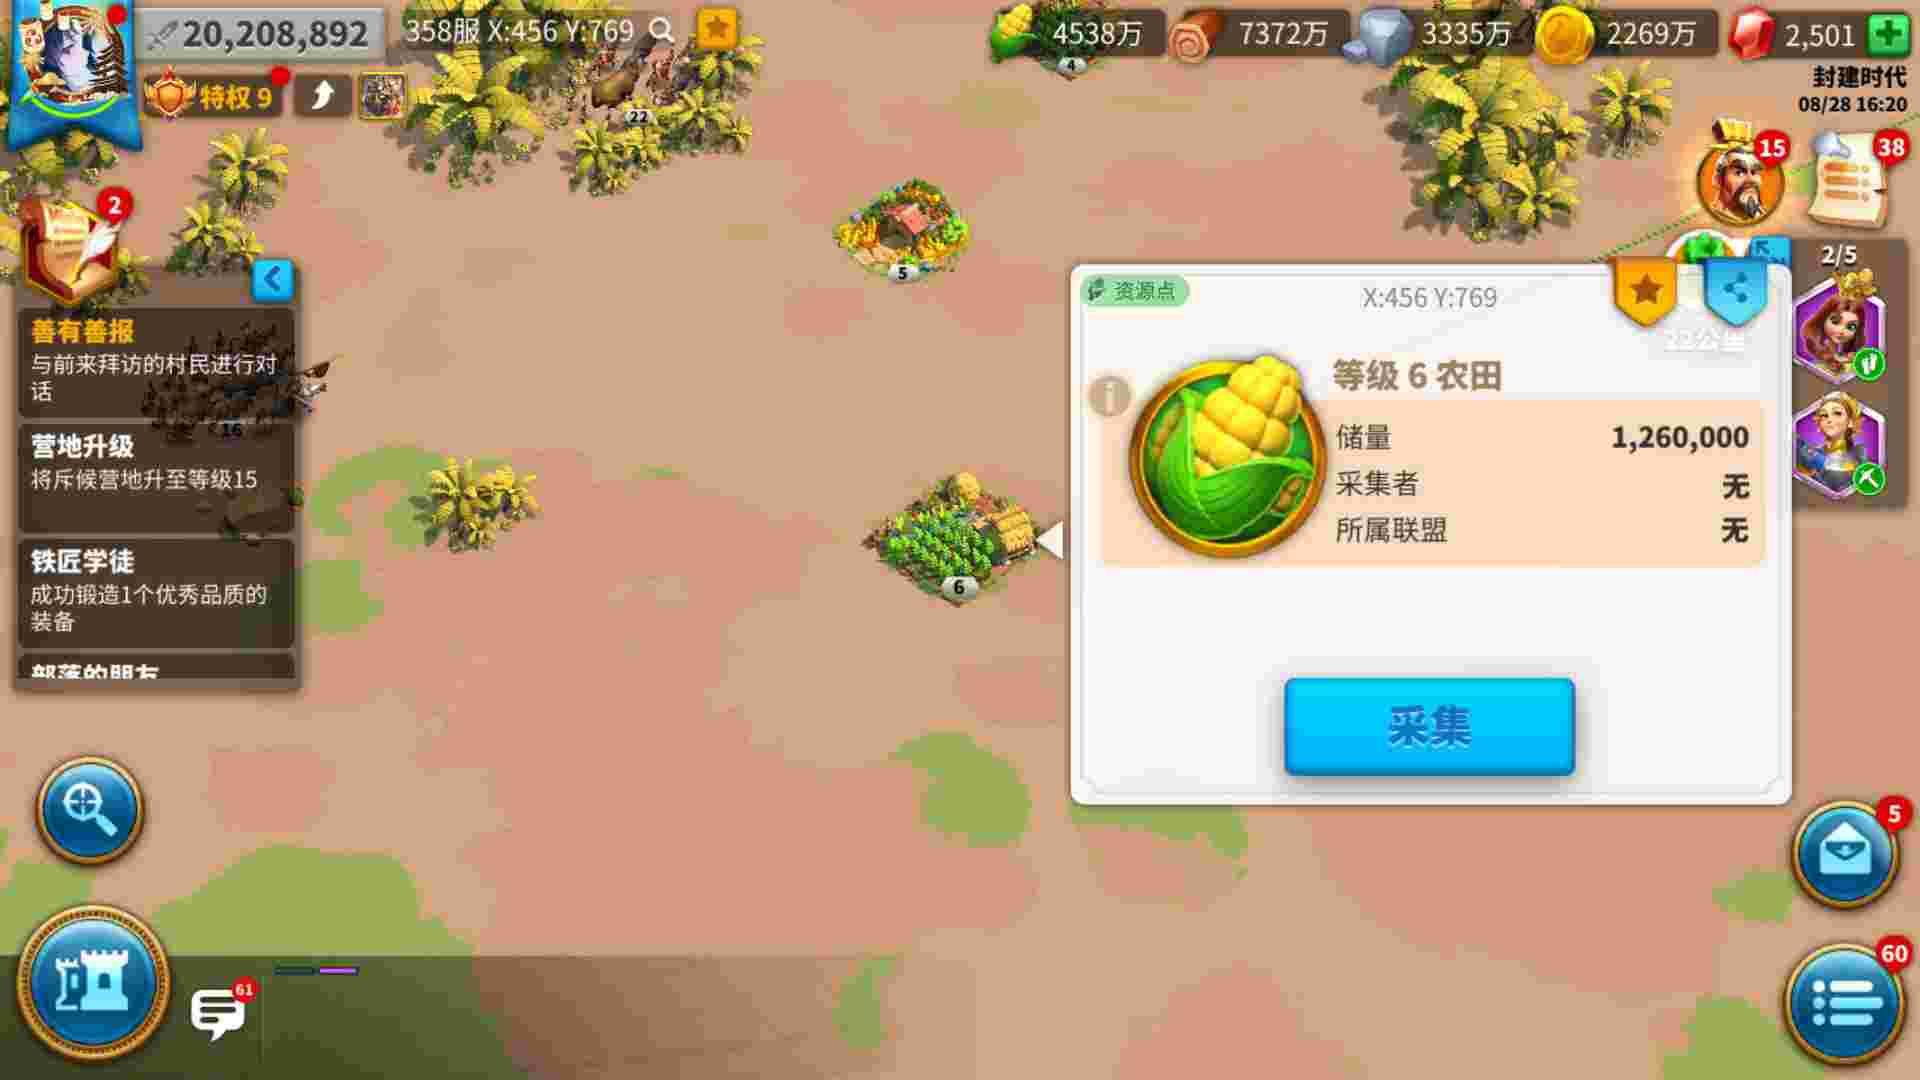 20,208,892
358服 X:456 Y:769
4538万
7372万
3335万
2269万
2,501
特权 9
封建时代
08/28 16:20
4
22
15
38
2
5
资源点
X:456 Y:769
22公里
2/5
善有善报
与前来拜访的村民进行对
话
16
等级 6 农田
储量 1,260,000
采集者 无
所属联盟 无
营地升级
将斥候营地升至等级15
铁匠学徒
成功锻造1个优秀品质的
装备
部落的朋友
6
采集
5
60
61